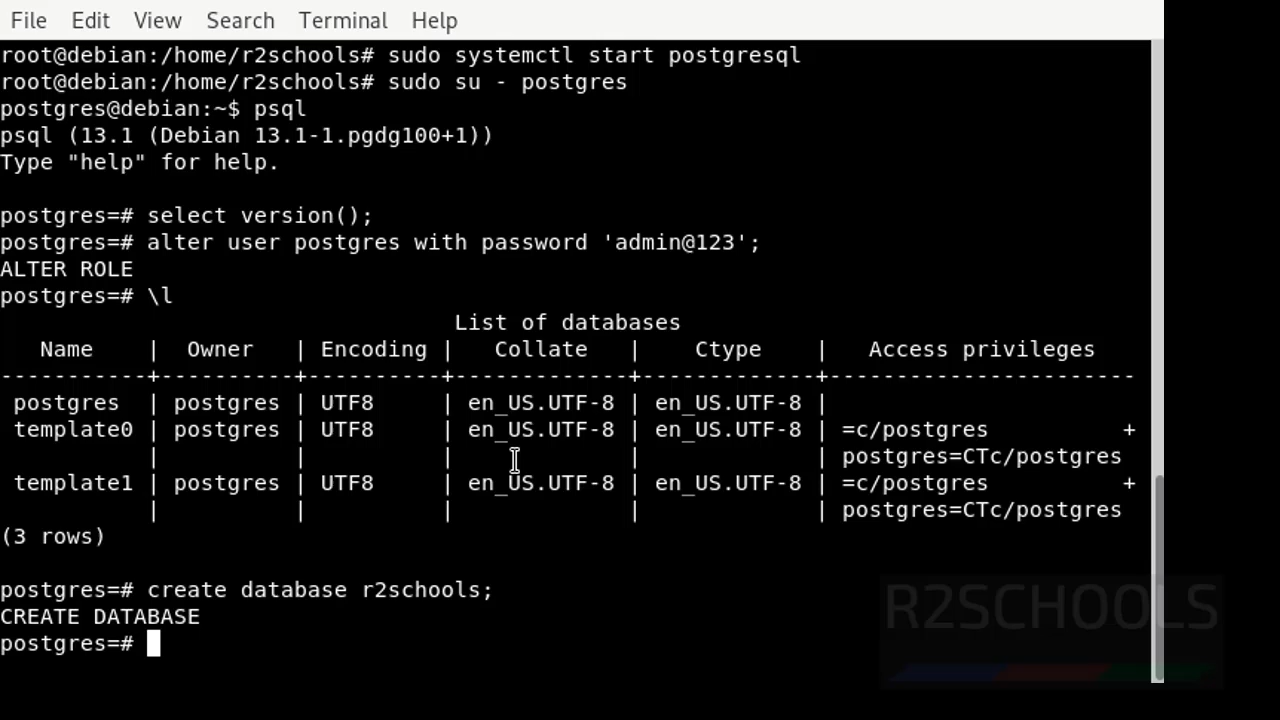 File Edit View Search Terminal Help
root@debian:/home/r2schools# sudo systemctl start postgresql
root@debian:/home/r2schools# sudo su - postgres
postgres@debian:~$ psql
psql (13.1 (Debian 13.1-1.pgdg100+1))
Type "help" for help.

postgres=# select version();
postgres=# alter user postgres with password 'admin@123';
ALTER ROLE
postgres=# \l
                                  List of databases
   Name    |  Owner   | Encoding |   Collate   |    Ctype    |   Access privileges
-----------+----------+----------+-------------+-------------+-----------------------
 postgres  | postgres | UTF8     | en_US.UTF-8 | en_US.UTF-8 |
 template0 | postgres | UTF8     | en_US.UTF-8 | en_US.UTF-8 | =c/postgres          +
           |          |          |             |             | postgres=CTc/postgres
 template1 | postgres | UTF8     | en_US.UTF-8 | en_US.UTF-8 | =c/postgres          +
           |          |          |             |             | postgres=CTc/postgres
(3 rows)

postgres=# create database r2schools;
CREATE DATABASE
postgres=#
R2SCHOOLS